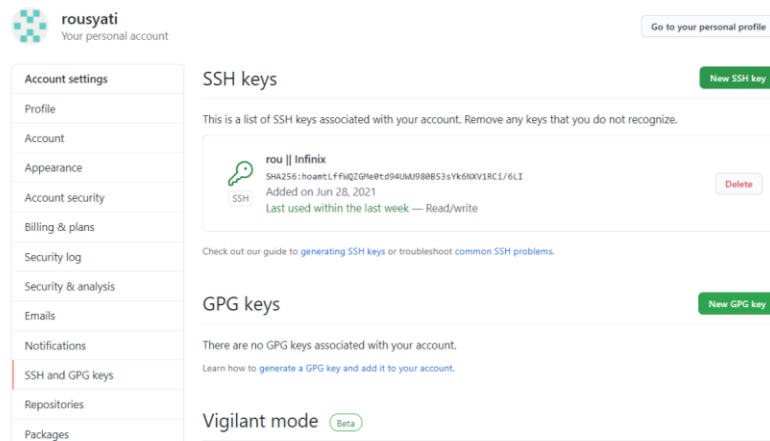 rousyati
Your personal account
Go to your personal profile
Account settings
Profile
Account
Appearance
Account security
Billing & plans
Security log
Security & analysis
Emails
Notifications
SSH and GPG keys
Repositories
Packages
SSH keys
New SSH key
This is a list of SSH keys associated with your account. Remove any keys that you do not recognize.
rou || Infinix
SHA256:hoamtLffWQZGMe0td94UWU980BS3sYk6NXV1RCi/6LI
Added on Jun 28, 2021
Last used within the last week — Read/write
SSH
Delete
Check out our guide to generating SSH keys or troubleshoot common SSH problems.
GPG keys
New GPG key
There are no GPG keys associated with your account.
Learn how to generate a GPG key and add it to your account.
Vigilant mode Beta